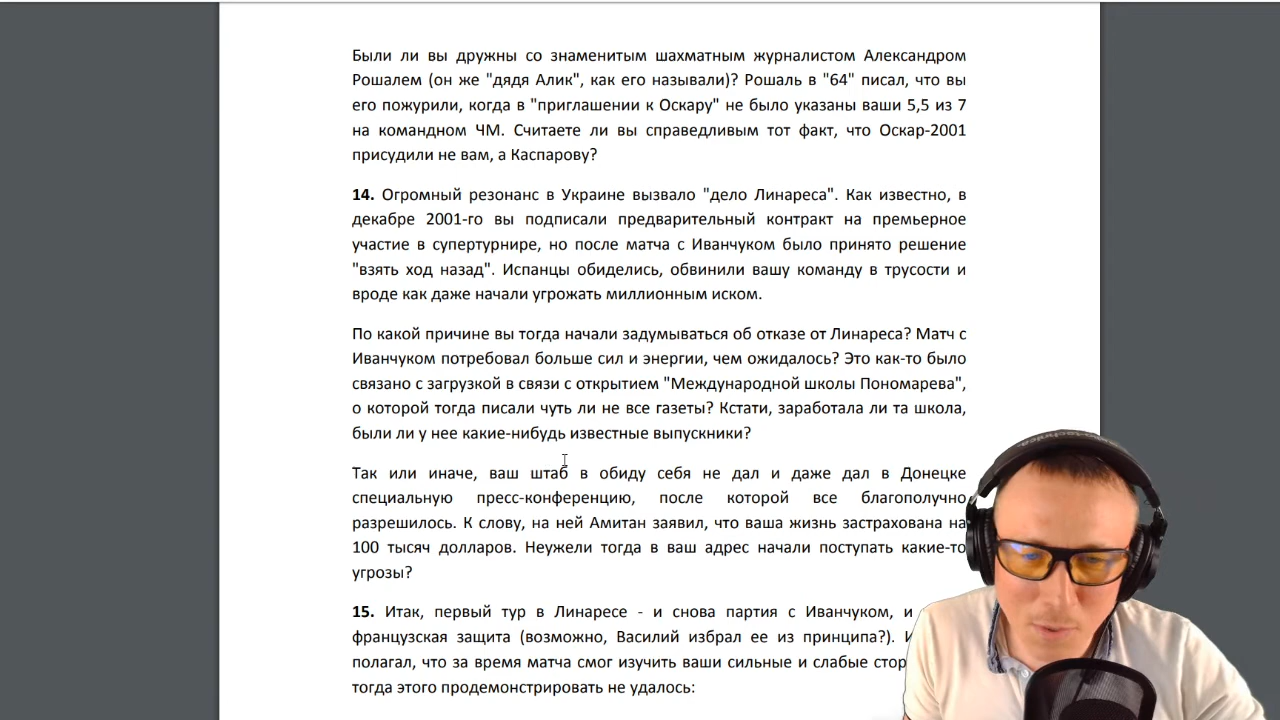 Были ли вы дружны со знаменитым шахматным журналистом Александром
Рошалем (он же "дядя Алик", как его называли)? Рошаль в "64" писал, что вы
его пожурили, когда в "приглашении к Оскару" не было указаны ваши 5,5 из 7
на командном ЧМ. Считаете ли вы справедливым тот факт, что Оскар-2001
присудили не вам, а Каспарову?
14. Огромный резонанс в Украине вызвало "дело Линареса". Как известно, в
декабре 2001-го вы подписали предварительный контракт на премьерное
участие в супертурнире, но после матча с Иванчуком было принято решение
"взять ход назад". Испанцы обиделись, обвинили вашу команду в трусости и
вроде как даже начали угрожать миллионным иском.
По какой причине вы тогда начали задумываться об отказе от Линареса? Матч с
Иванчуком потребовал больше сил и энергии, чем ожидалось? Это как-то было
связано с загрузкой в связи с открытием "Международной школы Пономарева",
о которой тогда писали чуть ли не все газеты? Кстати, заработала ли та школа,
были ли у нее какие-нибудь известные выпускники?
Так или иначе, ваш штаб в обиду себя не дал и даже дал в Донецке
специальную пресс-конференцию, после которой все благополучно
разрешилось. К слову, на ней Амитан заявил, что ваша жизнь застрахована на
100 тысяч долларов. Неужели тогда в ваш адрес начали поступать какие-то
угрозы?
15. Итак, первый тур в Линаресе - и снова партия с Иванчуком, и
французская защита (возможно, Василий избрал ее из принципа?).
полагал, что за время матча смог изучить ваши сильные и слабые
тогда этого продемонстрировать не удалось: